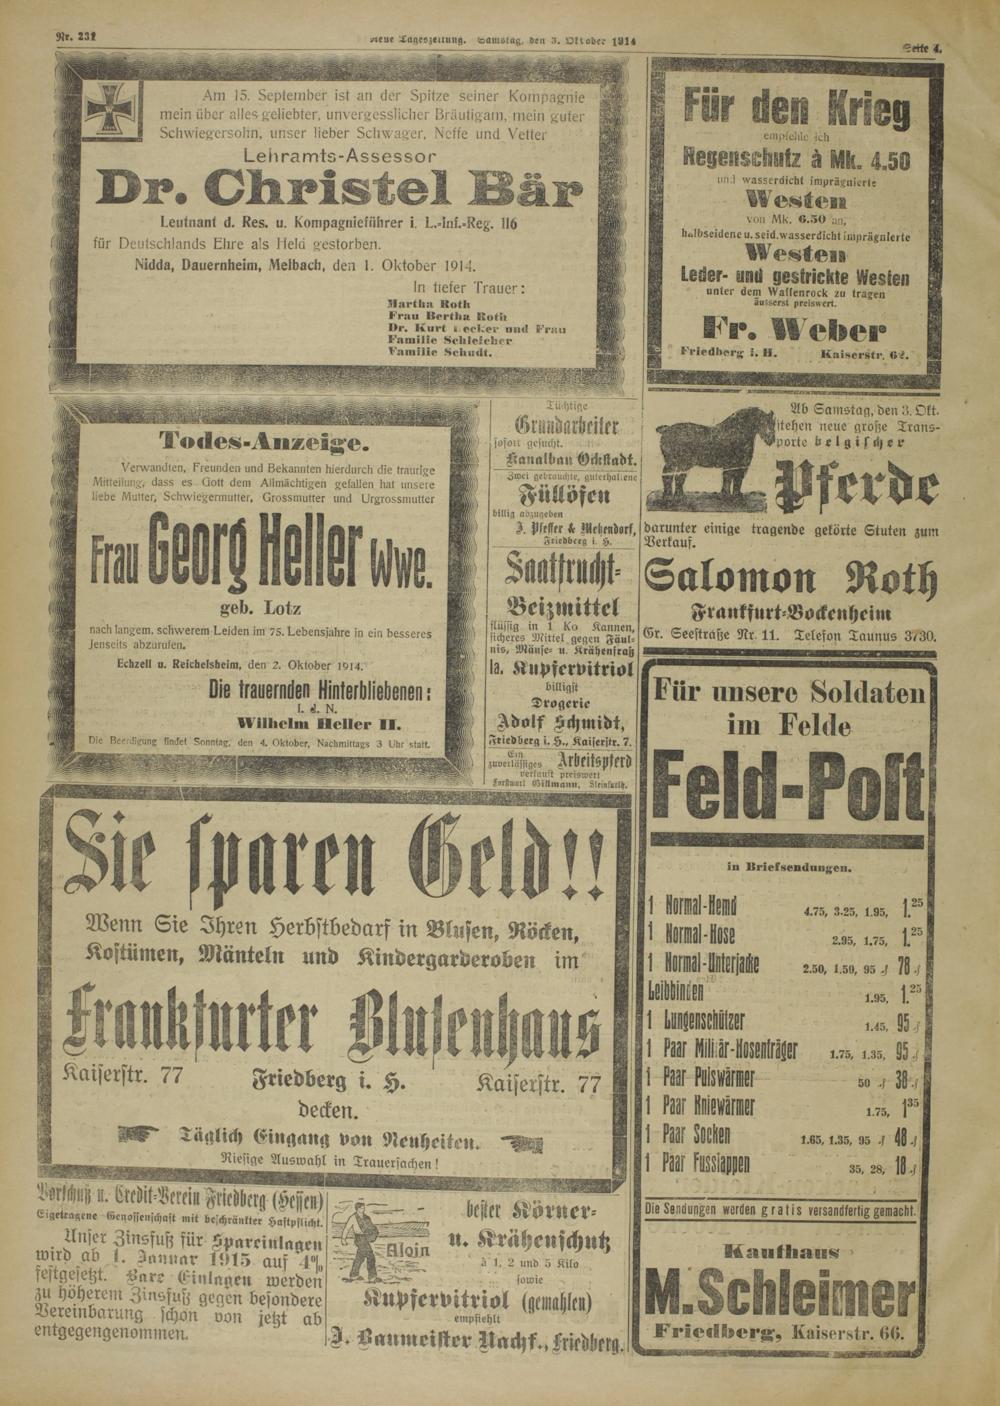 Nr. 231
Neue Tageszeitung. Samstag, den 3. Oktober 1914
Seite 4.
Am 15. September ist an der Spitze seiner Kompagnie
mein über alles geliebter, unvergesslicher Bräutigam, mein guter
Schwiegersohn, unser lieber Schwager, Neffe und Vetter
Lehramts-Assessor
Dr. Christel Bär
Leutnant d. Res. u. Kompagnieführer i. L.-Inf.-Reg. 116
für Deutschlands Ehre als Held gestorben.
Nidda, Dauernheim, Melbach, den 1. Oktober 1914.
In tiefer Trauer:
Martha Roth
Frau Bertha Roth
Dr. Kurt Becker und Frau
Familie Schleicher
Familie Schudt.
Für den Krieg
empfehle ich
Regenschutz à Mk. 4.50
und wasserdicht imprägnierte
Westen
von Mk. 6.50 an,
halbseidene u. seid. wasserdicht imprägnierte
Westen
Leder- und gestrickte Westen
unter dem Waffenrock zu tragen
äusserst preiswert.
Fr. Weber
Friedberg i. H. Kaiserstr. 62.
Todes-Anzeige.
Verwandten, Freunden und Bekannten hierdurch die traurige
Mitteilung, dass es Gott dem Allmächtigen gefallen hat unsere
liebe Mutter, Schwiegermutter, Grossmutter und Urgrossmutter
Frau Georg Heller Wwe.
geb. Lotz
nach langem, schwerem Leiden im 75. Lebensjahre in ein besseres
Jenseits abzurufen.
Echzell u. Reichelsheim, den 2. Oktober 1914.
Die trauernden Hinterbliebenen:
I. d. N.
Wilhelm Heller II.
Die Beerdigung findet Sonntag, den 4. Oktober, Nachmittags 3 Uhr statt.
Tüchtige
Grundarbeiter
sofort gesucht.
Kanalbau Ockstadt.
Zwei gebrauchte, guterhaltene
Füllöfen
billig abzugeben
J. Pfeffer & Mekendorf,
Friedberg i. H.
Saatfrucht-
Beizmittel
flüssig in 1 Ko Kannen,
sicheres Mittel gegen Fäul-
nis, Mäuse- u. Krähenfraß
Ia. Kupfervitriol
billigst
Drogerie
Adolf Schmidt,
Friedberg i. H., Kaiserstr. 7.
Ein
zuverlässiges Arbeitspferd
verkauft preiswert
Forstwart Gillmann, Steinfurth.
Ab Samstag, den 3. Okt.
stehen neue große Trans-
porte belgischer
Pferde
darunter einige tragende gekörte Stuten zum
Verkauf.
Salomon Roth
Frankfurt-Bockenheim
Gr. Seestraße Nr. 11. Telefon Taunus 3730.
Sie sparen Geld!!
Wenn Sie Ihren Herbstbedarf in Blusen, Röcken,
Kostümen, Mänteln und Kindergarderoben im
Frankfurter Blusenhaus
Kaiserstr. 77 Friedberg i. H. Kaiserstr. 77
decken.
Täglich Eingang von Neuheiten.
Riesige Auswahl in Trauersachen!
Für unsere Soldaten
im Felde
Feld-Post
in Briefsendungen.
1 Normal-Hemd 4.75, 3.25, 1.95, 1.25
1 Normal-Hose 2.95, 1.75, 1.25
1 Normal-Unterjacke 2.50, 1.50, 95 ₰ 78 ₰
Leibbinden 1.95, 1.25
1 Lungenschützer 1.45, 95 ₰
1 Paar Militär-Hosenträger 1.75, 1.35, 95 ₰
1 Paar Pulswärmer 50 ₰ 38 ₰
1 Paar Kniewärmer 1.75, 1.35
1 Paar Socken 1.65, 1.35, 95 ₰ 48 ₰
1 Paar Fusslappen 35, 28, 18 ₰
Die Sendungen werden gratis versandfertig gemacht.
Kaufhaus
M. Schleimer
Friedberg, Kaiserstr. 66.
Vorschuß u. Credit-Verein Friedberg (Hessen)
Eigetragene Genossenschaft mit beschränkter Haftpflicht.
Unser Zinsfuß für Spareinlagen
wird ab 1. Januar 1915 auf 4%
festgesetzt. Bare Einlagen werden
zu höherem Zinsfuß gegen besondere
Vereinbarung schon von jetzt ab
entgegengenommen.
bester Körner-
u. Krähenschutz
à 1, 2 und 5 Kilo
sowie
Kupfervitriol (gemahlen)
empfiehlt
J. Baumeister Nachf., Friedberg.